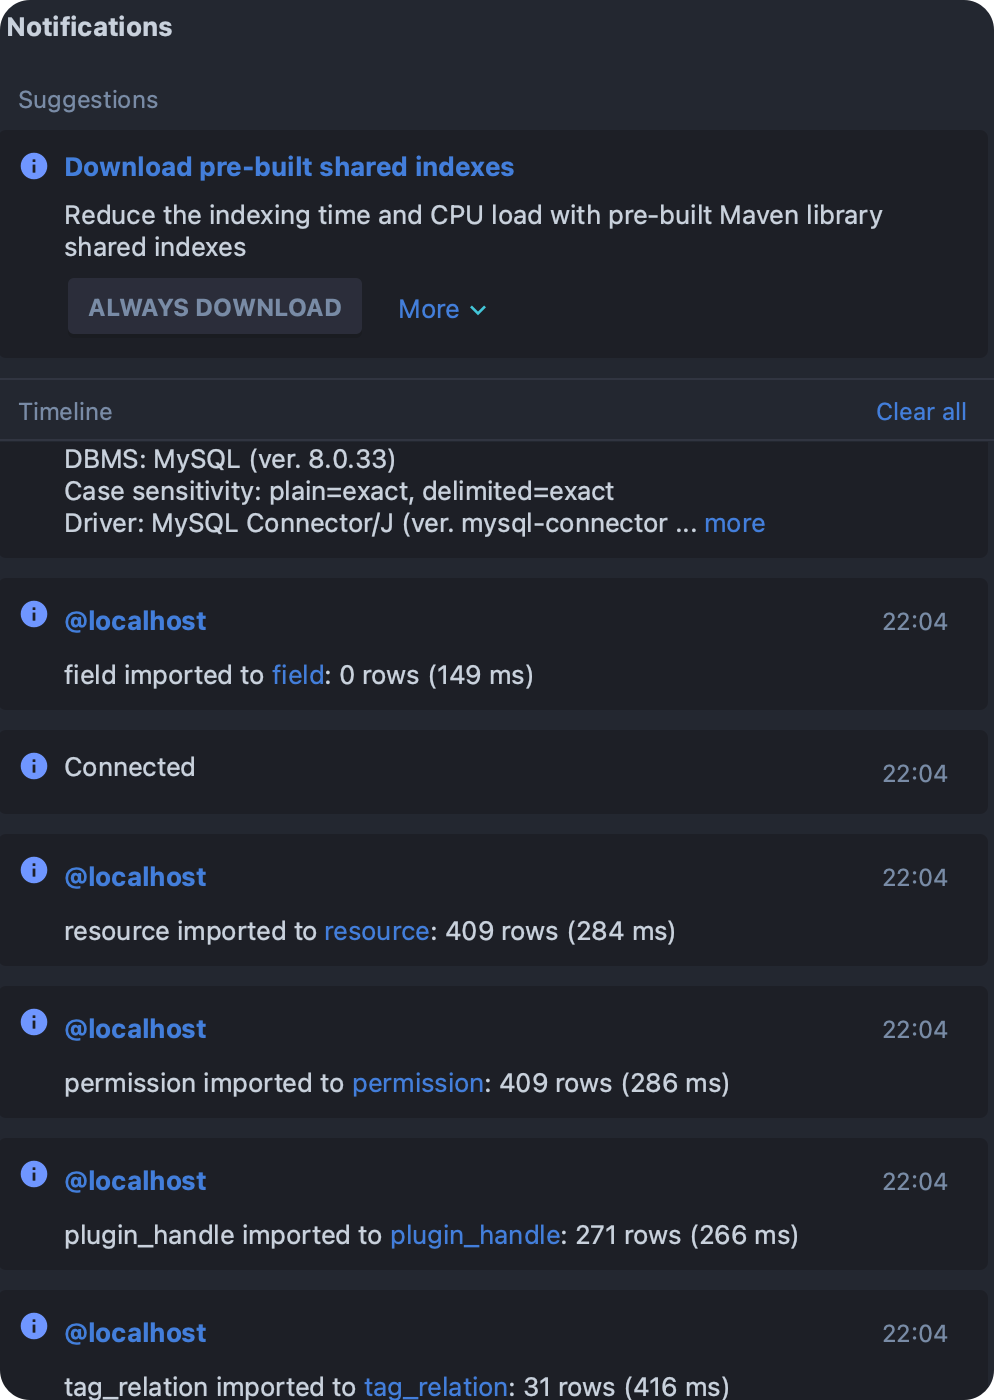 Notifications
Suggestions
Download pre-built shared indexes
Reduce the indexing time and CPU load with pre-built Maven library
shared indexes
ALWAYS DOWNLOAD
More
Timeline
Clear all
DBMS: MySQL (ver. 8.0.33)
Case sensitivity: plain=exact, delimited=exact
Driver: MySQL Connector/J (ver. mysql-connector ... more
@localhost
22:04
field imported to field: 0 rows (149 ms)
Connected
22:04
@localhost
22:04
resource imported to resource: 409 rows (284 ms)
@localhost
22:04
permission imported to permission: 409 rows (286 ms)
@localhost
22:04
plugin_handle imported to plugin_handle: 271 rows (266 ms)
@localhost
22:04
tag_relation imported to tag_relation: 31 rows (416 ms)